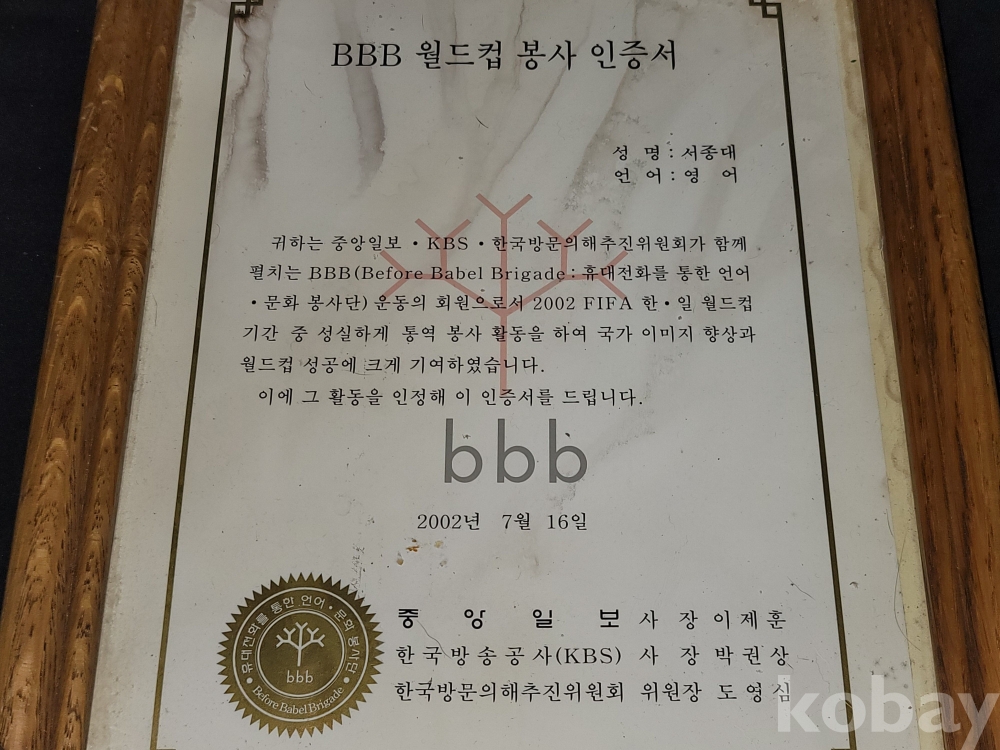 BBB 월드컵 봉사 인증서
성 명 : 서종대
언 어 : 영 어
귀하는 중앙일보 · KBS · 한국방문의해추진위원회가 함께
펼치는 BBB(Before Babel Brigade : 휴대전화를 통한 언어
· 문화 봉사단) 운동의 회원으로서 2002 FIFA 한 · 일 월드컵
기간 중 성실하게 통역 봉사 활동을 하여 국가 이미지 향상과
월드컵 성공에 크게 기여하였습니다.
이에 그 활동을 인정해 이 인증서를 드립니다.
bbb
2002년 7월 16일
중 앙 일 보 사 장 이 제 훈
한국방송공사(KBS) 사 장 박 권 상
한국방문의해추진위원회 위원장 도 영 심
휴대전화를 통한 언어 · 문화 봉사단
bbb
Before Babel Brigade
kobay